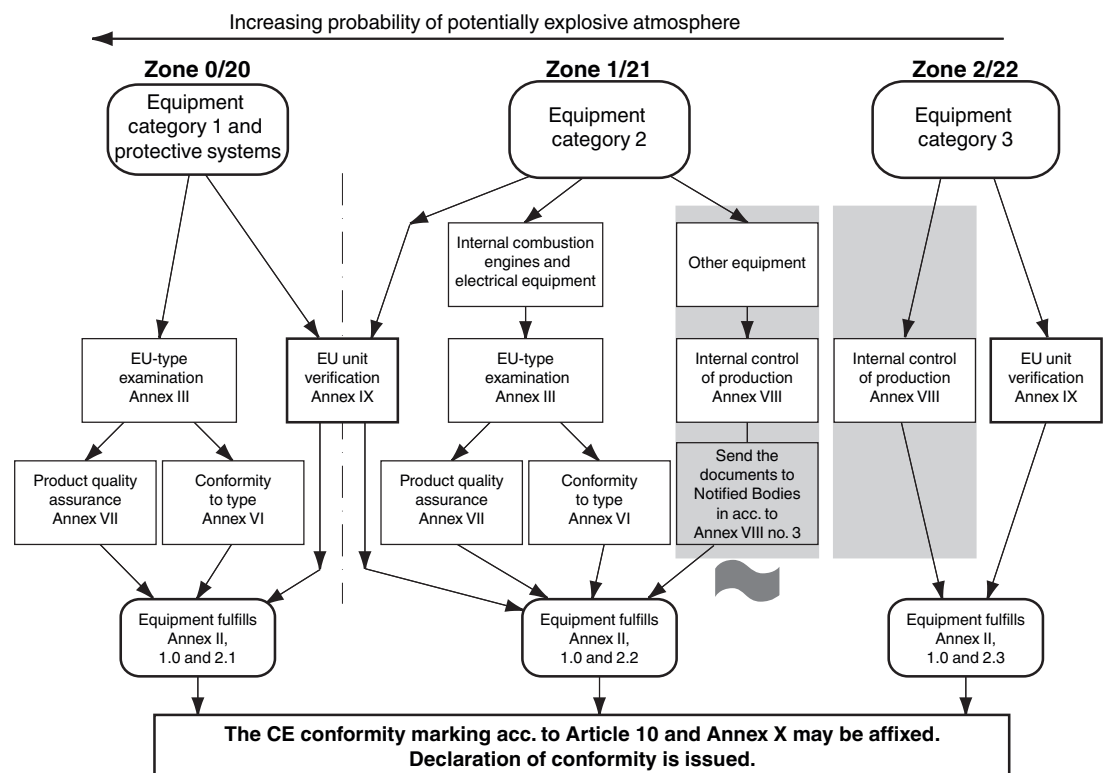 Increasing probability of potentially explosive atmosphere
Zone 0/20
Zone 1/21
Zone 2/22
Equipment
category 1 and
protective systems
Equipment
category 2
Equipment
category 3
Internal combustion
engines and
electrical equipment
Other equipment
EU-type
examination
Annex III
EU unit
verification
Annex IX
EU-type
examination
Annex III
Internal control
of production
Annex VIII
Internal control
of production
Annex VIII
EU unit
verification
Annex IX
Product quality
assurance
Annex VII
Conformity
to type
Annex VI
Product quality
assurance
Annex VII
Conformity
to type
Annex VI
Send the
documents to
Notified Bodies
in acc. to
Annex VIII no. 3
Equipment fulfills
Annex II,
1.0 and 2.1
Equipment fulfills
Annex II,
1.0 and 2.2
Equipment fulfills
Annex II,
1.0 and 2.3
The CE conformity marking acc. to Article 10 and Annex X may be affixed.
Declaration of conformity is issued.